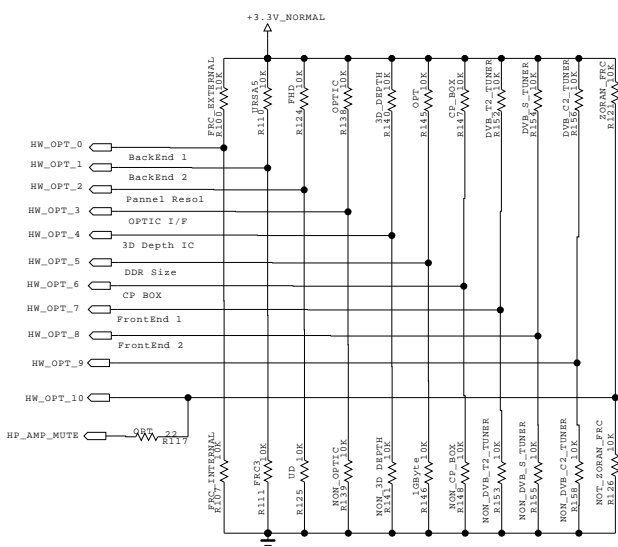 +3.3V_NORMAL
FRC_EXTERNAL
R100 10K
URSA5
R110 10K
FHD
R124 10K
OPTIC
R138 10K
3D_DEPTH
R140 10K
OPT
R145 10K
CP_BOX
R147 10K
DVB_T2_TUNER
R152 10K
DVB_S_TUNER
R154 10K
DVB_C2_TUNER
R156 10K
ZORAN_FRC
R121 10K
HW_OPT_0
BackEnd 1
HW_OPT_1
BackEnd 2
HW_OPT_2
Pannel Resol
HW_OPT_3
OPTIC I/F
HW_OPT_4
3D Depth IC
HW_OPT_5
DDR Size
HW_OPT_6
CP BOX
HW_OPT_7
FrontEnd 1
HW_OPT_8
FrontEnd 2
HW_OPT_9
HW_OPT_10
HP_AMP_MUTE
OPT 22
R117
FRC_INTERNAL
R107 10K
FRC3
R111 10K
UD
R125 10K
NON_OPTIC
R139 10K
NON_3D_DEPTH
R141 10K
1GByte
R146 10K
NON_CP_BOX
R148 10K
NON_DVB_T2_TUNER
R153 10K
NON_DVB_S_TUNER
R155 10K
NON_DVB_C2_TUNER
R158 10K
NOT_ZORAN_FRC
R126 10K